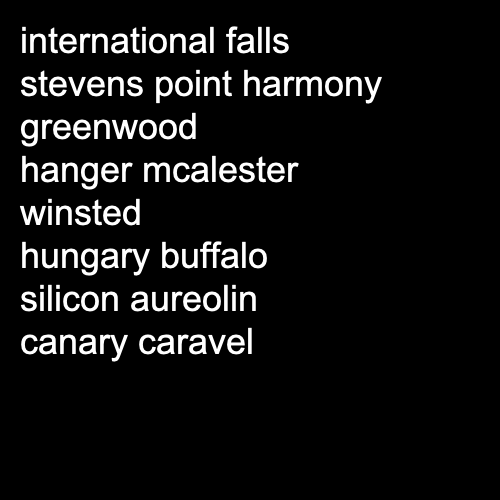 international falls
stevens point harmony
greenwood
hanger mcalester
winsted
hungary buffalo
silicon aureolin
canary caravel